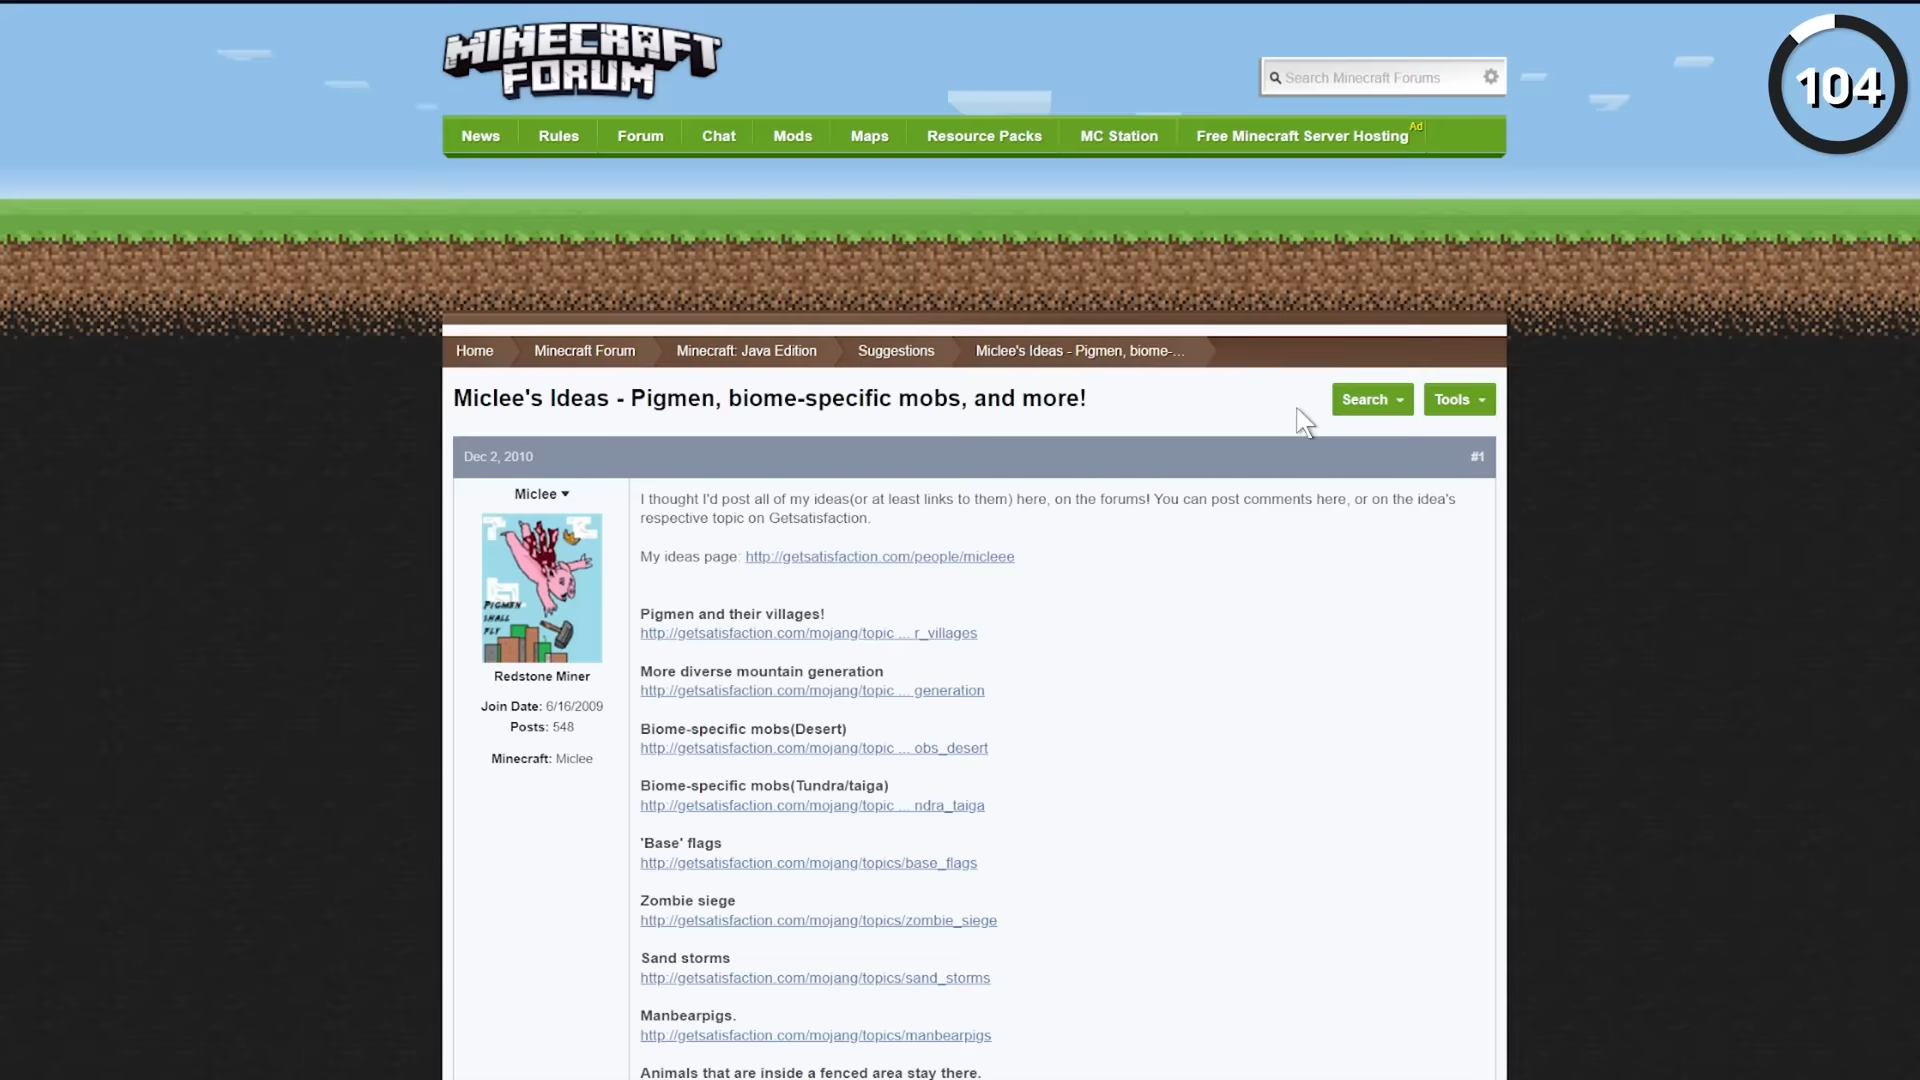 MINECRAFT
FORUM
Search Minecraft Forums
104
News
Rules
Forum
Chat
Mods
Maps
Resource Packs
MC Station
Free Minecraft Server Hosting
Ad
Home
Minecraft Forum
Minecraft: Java Edition
Suggestions
Miclee's Ideas - Pigmen, biome-...
Miclee's Ideas - Pigmen, biome-specific mobs, and more!
Search
Tools
Dec 2, 2010
#1
Miclee
PIGMEN
SHALL
FLY
Redstone Miner
Join Date: 6/16/2009
Posts: 548
Minecraft: Miclee
I thought I'd post all of my ideas(or at least links to them) here, on the forums! You can post comments here, or on the idea's
respective topic on Getsatisfaction.
My ideas page: http://getsatisfaction.com/people/micleee
Pigmen and their villages!
http://getsatisfaction.com/mojang/topic ... r_villages
More diverse mountain generation
http://getsatisfaction.com/mojang/topic ... generation
Biome-specific mobs(Desert)
http://getsatisfaction.com/mojang/topic ... obs_desert
Biome-specific mobs(Tundra/taiga)
http://getsatisfaction.com/mojang/topic ... ndra_taiga
'Base' flags
http://getsatisfaction.com/mojang/topics/base_flags
Zombie siege
http://getsatisfaction.com/mojang/topics/zombie_siege
Sand storms
http://getsatisfaction.com/mojang/topics/sand_storms
Manbearpigs.
http://getsatisfaction.com/mojang/topics/manbearpigs
Animals that are inside a fenced area stay there.